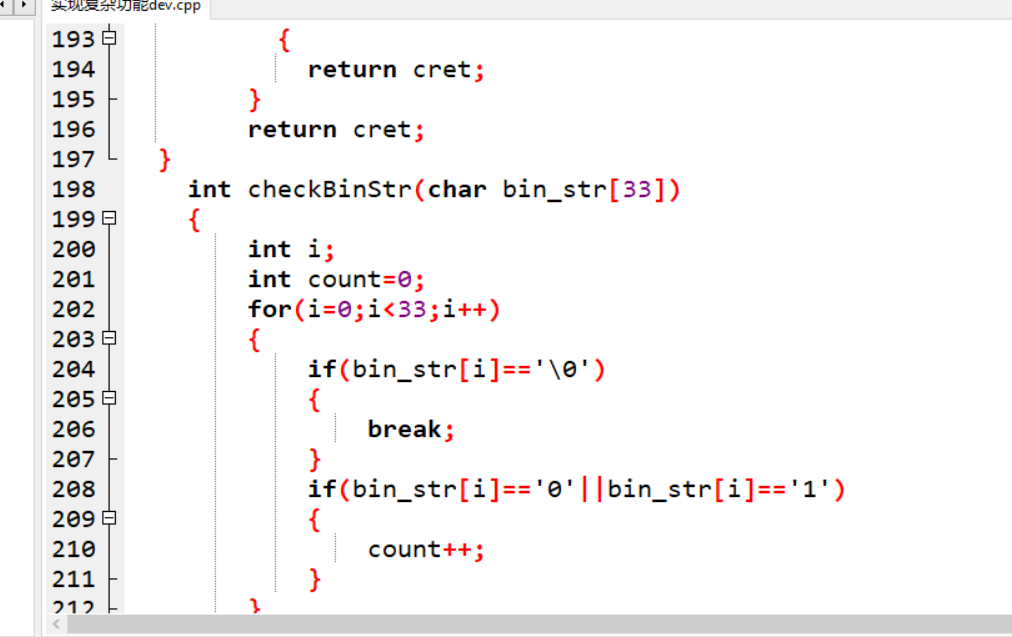 实现复杂功能dev.cpp
193 {
194 return cret;
195 }
196 return cret;
197 }
198 int checkBinStr(char bin_str[33])
199 {
200 int i;
201 int count=0;
202 for(i=0;i<33;i++)
203 {
204 if(bin_str[i]=='\0')
205 {
206 break;
207 }
208 if(bin_str[i]=='0'||bin_str[i]=='1')
209 {
210 count++;
211 }
212 }